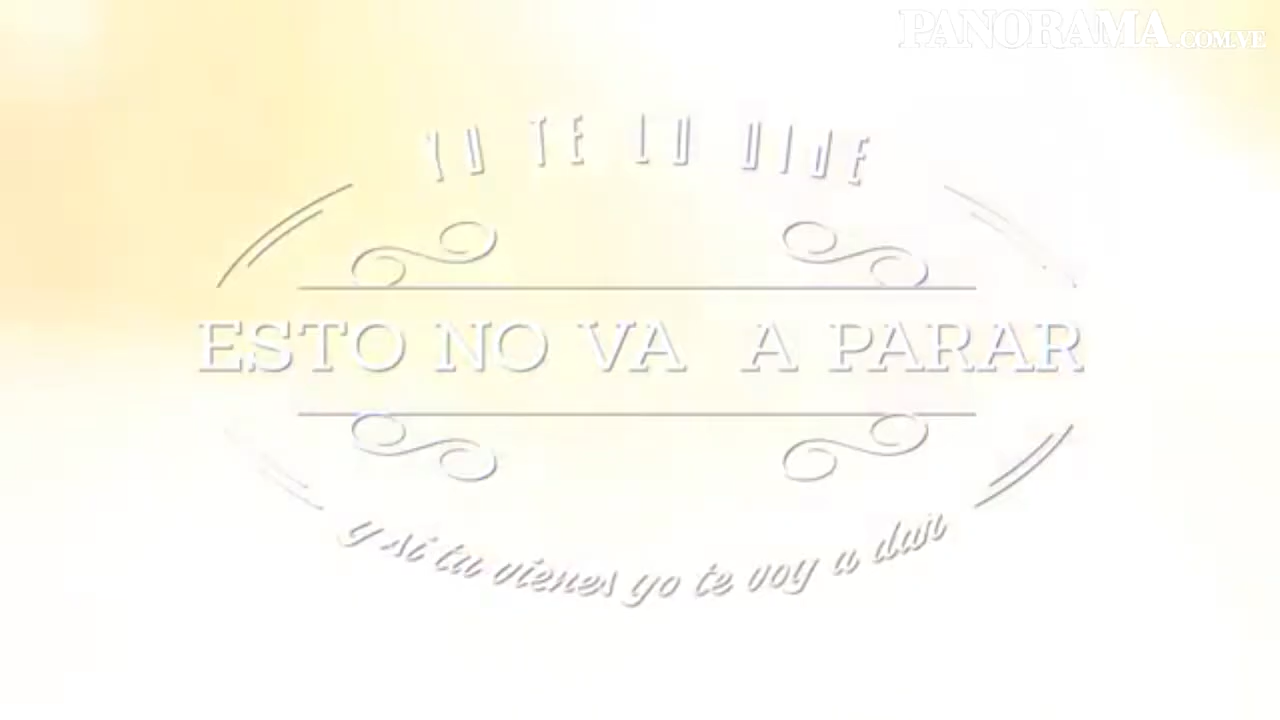 PANORAMA.COM.VE
YO TE LO DIJE
ESTO NO VA A PARAR
y si tu vienes yo te voy a dar